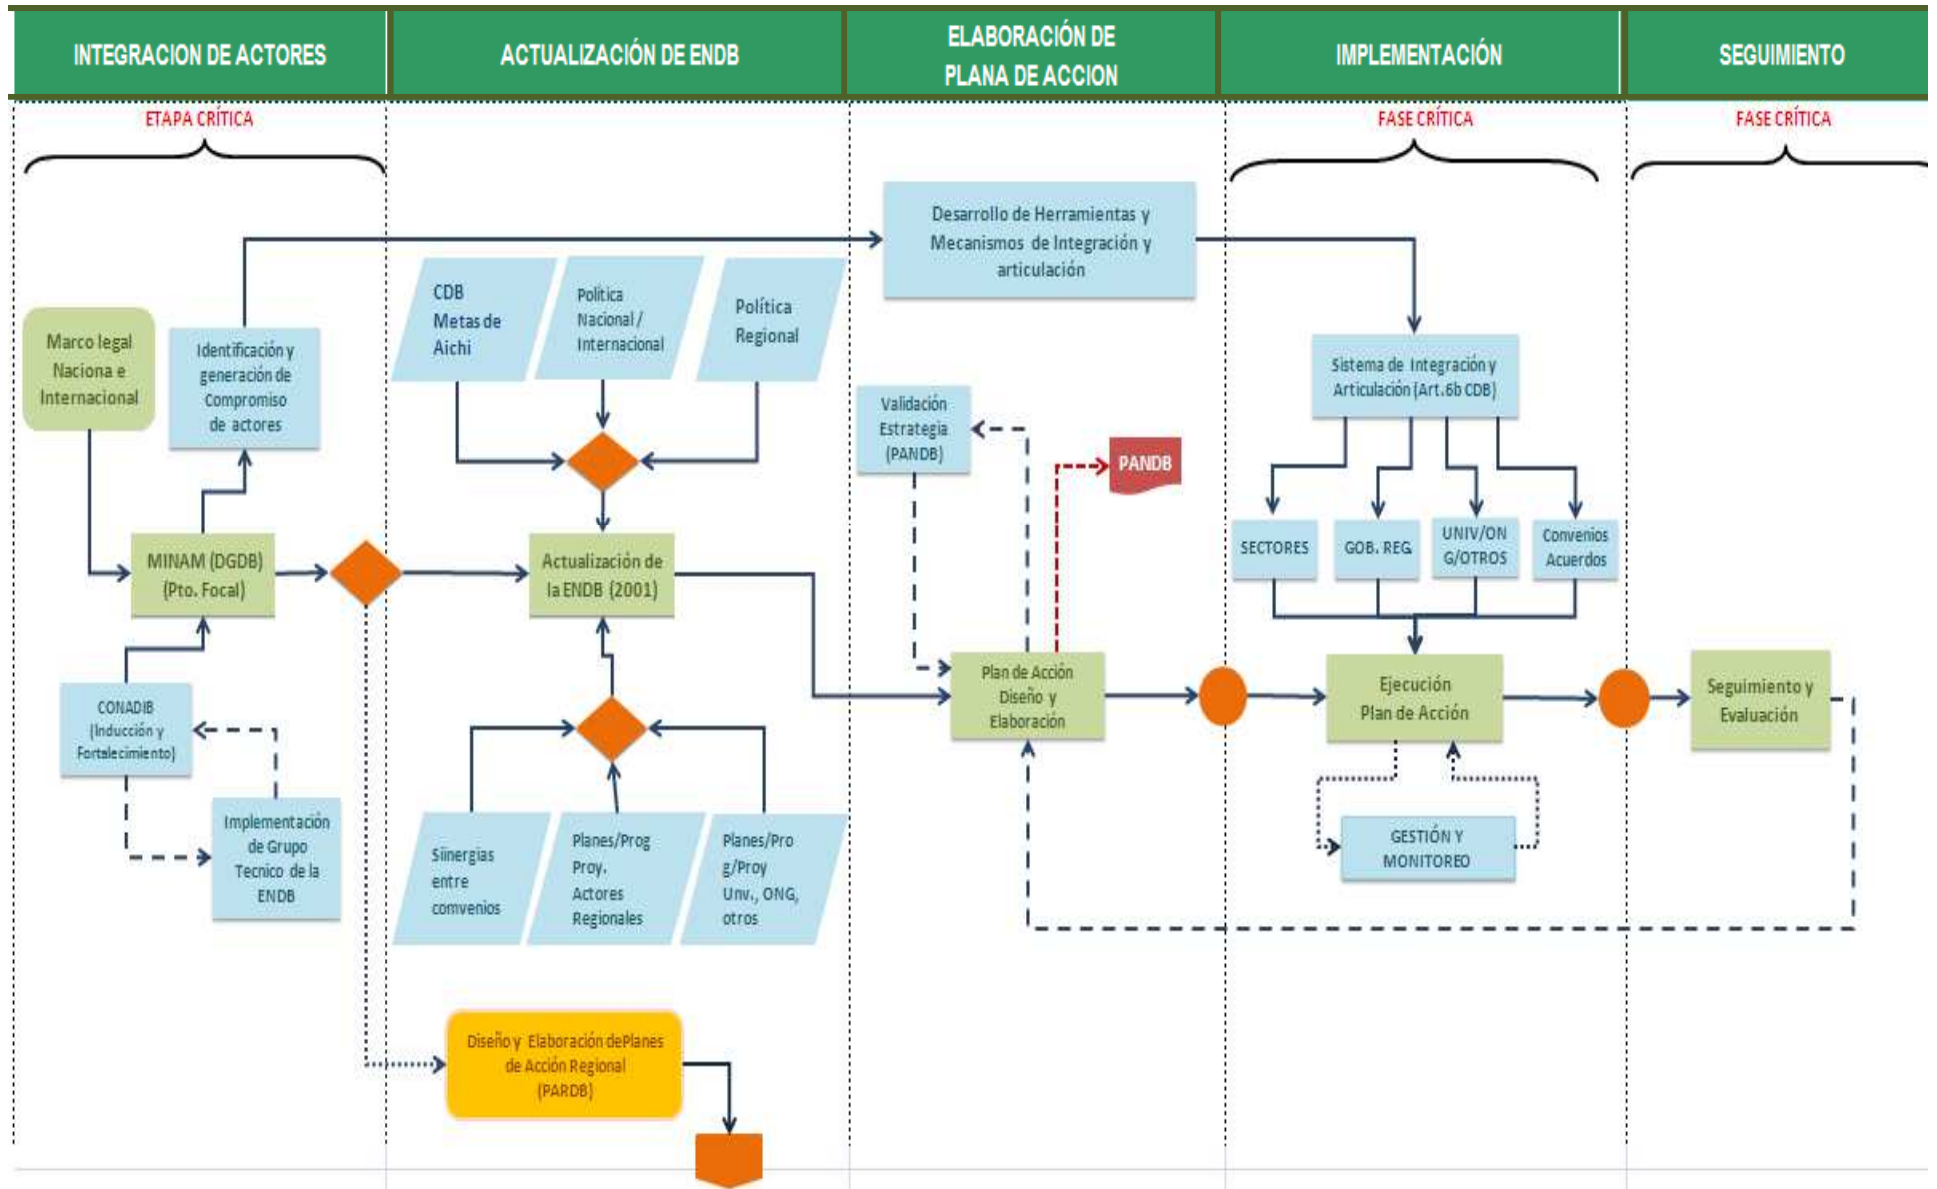 INTEGRACION DE ACTORES
ACTUALIZACIÓN DE ENDB
ELABORACIÓN DE
PLANA DE ACCION
IMPLEMENTACIÓN
SEGUIMIENTO
ETAPA CRÍTICA
FASE CRÍTICA
FASE CRÍTICA
Marco legal
Naciona e
Internacional
Identificación y
generación de
Compromiso
de actores
MINAM (DGDB)
(Pto. Focal)
CONADIB
(Inducción y
Fortalecimiento)
Implementación
de Grupo
Tecnico de la
ENDB
CDB
Metas de
Aichi
Política
Nacional /
Internacional
Política
Regional
Actualización de
la ENDB (2001)
Siinergias
entre
comvenios
Planes/Prog
Proy.
Actores
Regionales
Planes/Pro
g/Proy
Unv., ONG,
otros
Diseño y Elaboración dePlanes
de Acción Regional
(PARDB)
Desarrollo de Herramientas y
Mecanismos de Integración y
articulación
Validación
Estrategia
(PANDB)
PANDB
Plan de Acción
Diseño y
Elaboración
Sistema de Integración y
Articulación (Art.6b CDB)
SECTORES
GOB. REG.
UNIV/ON
G/OTROS
Convenios
Acuerdos
Ejecución
Plan de Acción
GESTIÓN Y
MONITOREO
Seguimiento y
Evaluación